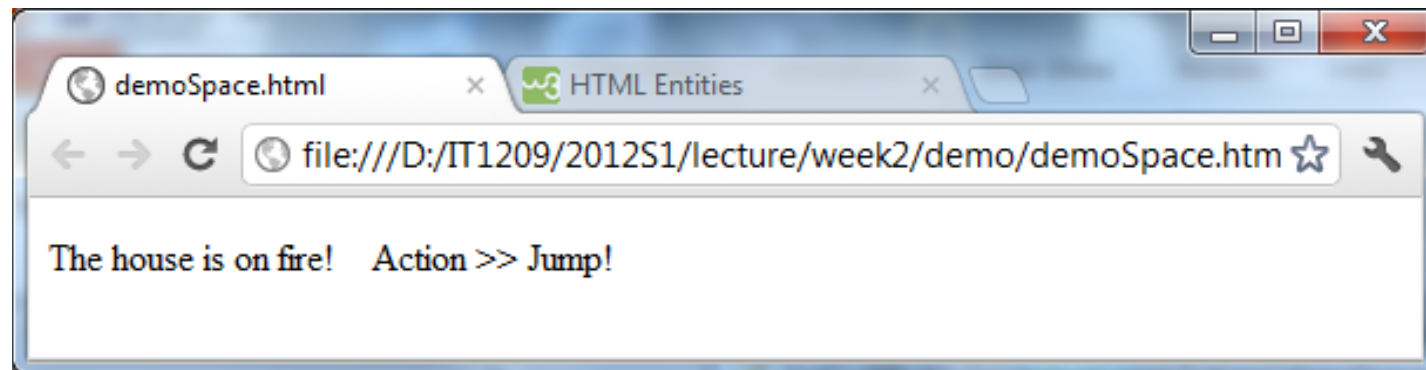 demoSpace.html
w3 HTML Entities
file:///D:/IT1209/2012S1/lecture/week2/demo/demoSpace.htm
The house is on fire!    Action >> Jump!